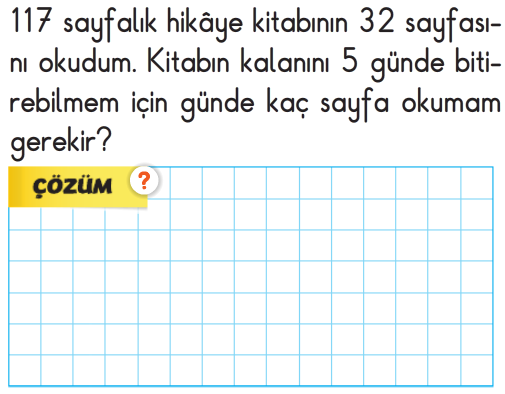 117 sayfalık hikâye kitabının 32 sayfası-
nı okudum. Kitabın kalanını 5 günde biti-
rebilmem için günde kaç sayfa okumam
gerekir?
ÇÖZÜM ?